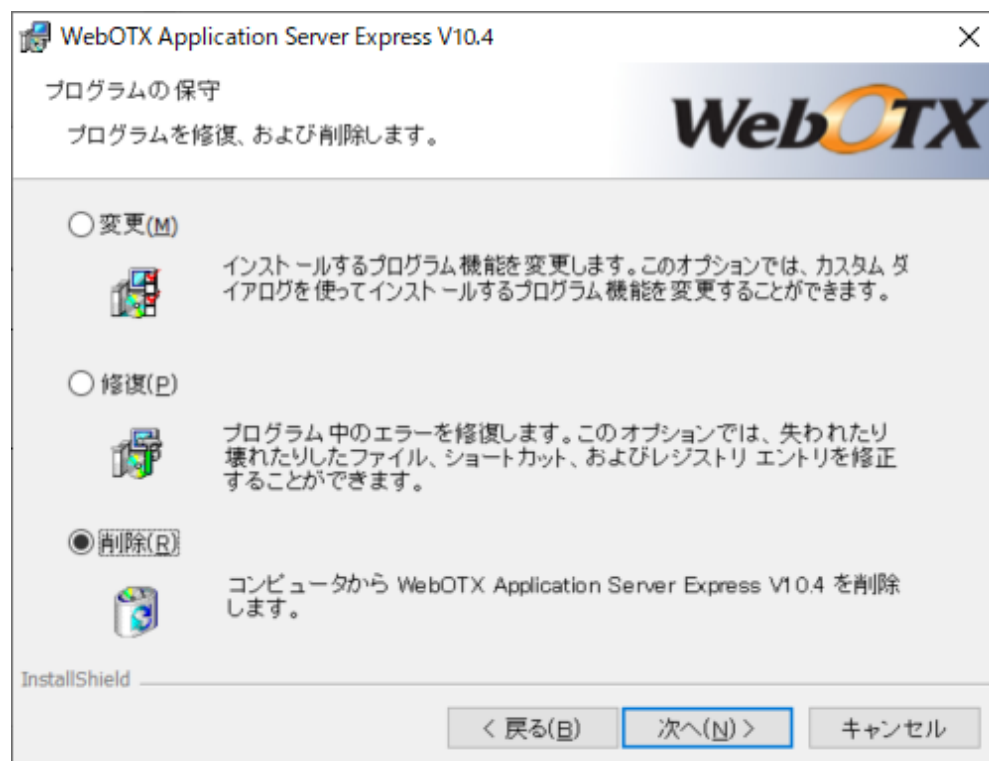 WebOTX Application Server Express V10.4
プログラムの保守
プログラムを修復、および削除します。
WebOTX
変更(M)
インストールするプログラム機能を変更します。このオプションでは、カスタム ダ
イアログを使ってインストールするプログラム機能を変更することができます。
修復(P)
プログラム中のエラーを修復します。このオプションでは、失われたり
壊れたりしたファイル、ショートカット、およびレジストリ エントリを修正
することができます。
削除(R)
コンピュータから WebOTX Application Server Express V10.4 を削除
します。
InstallShield
< 戻る(B)
次へ(N) >
キャンセル